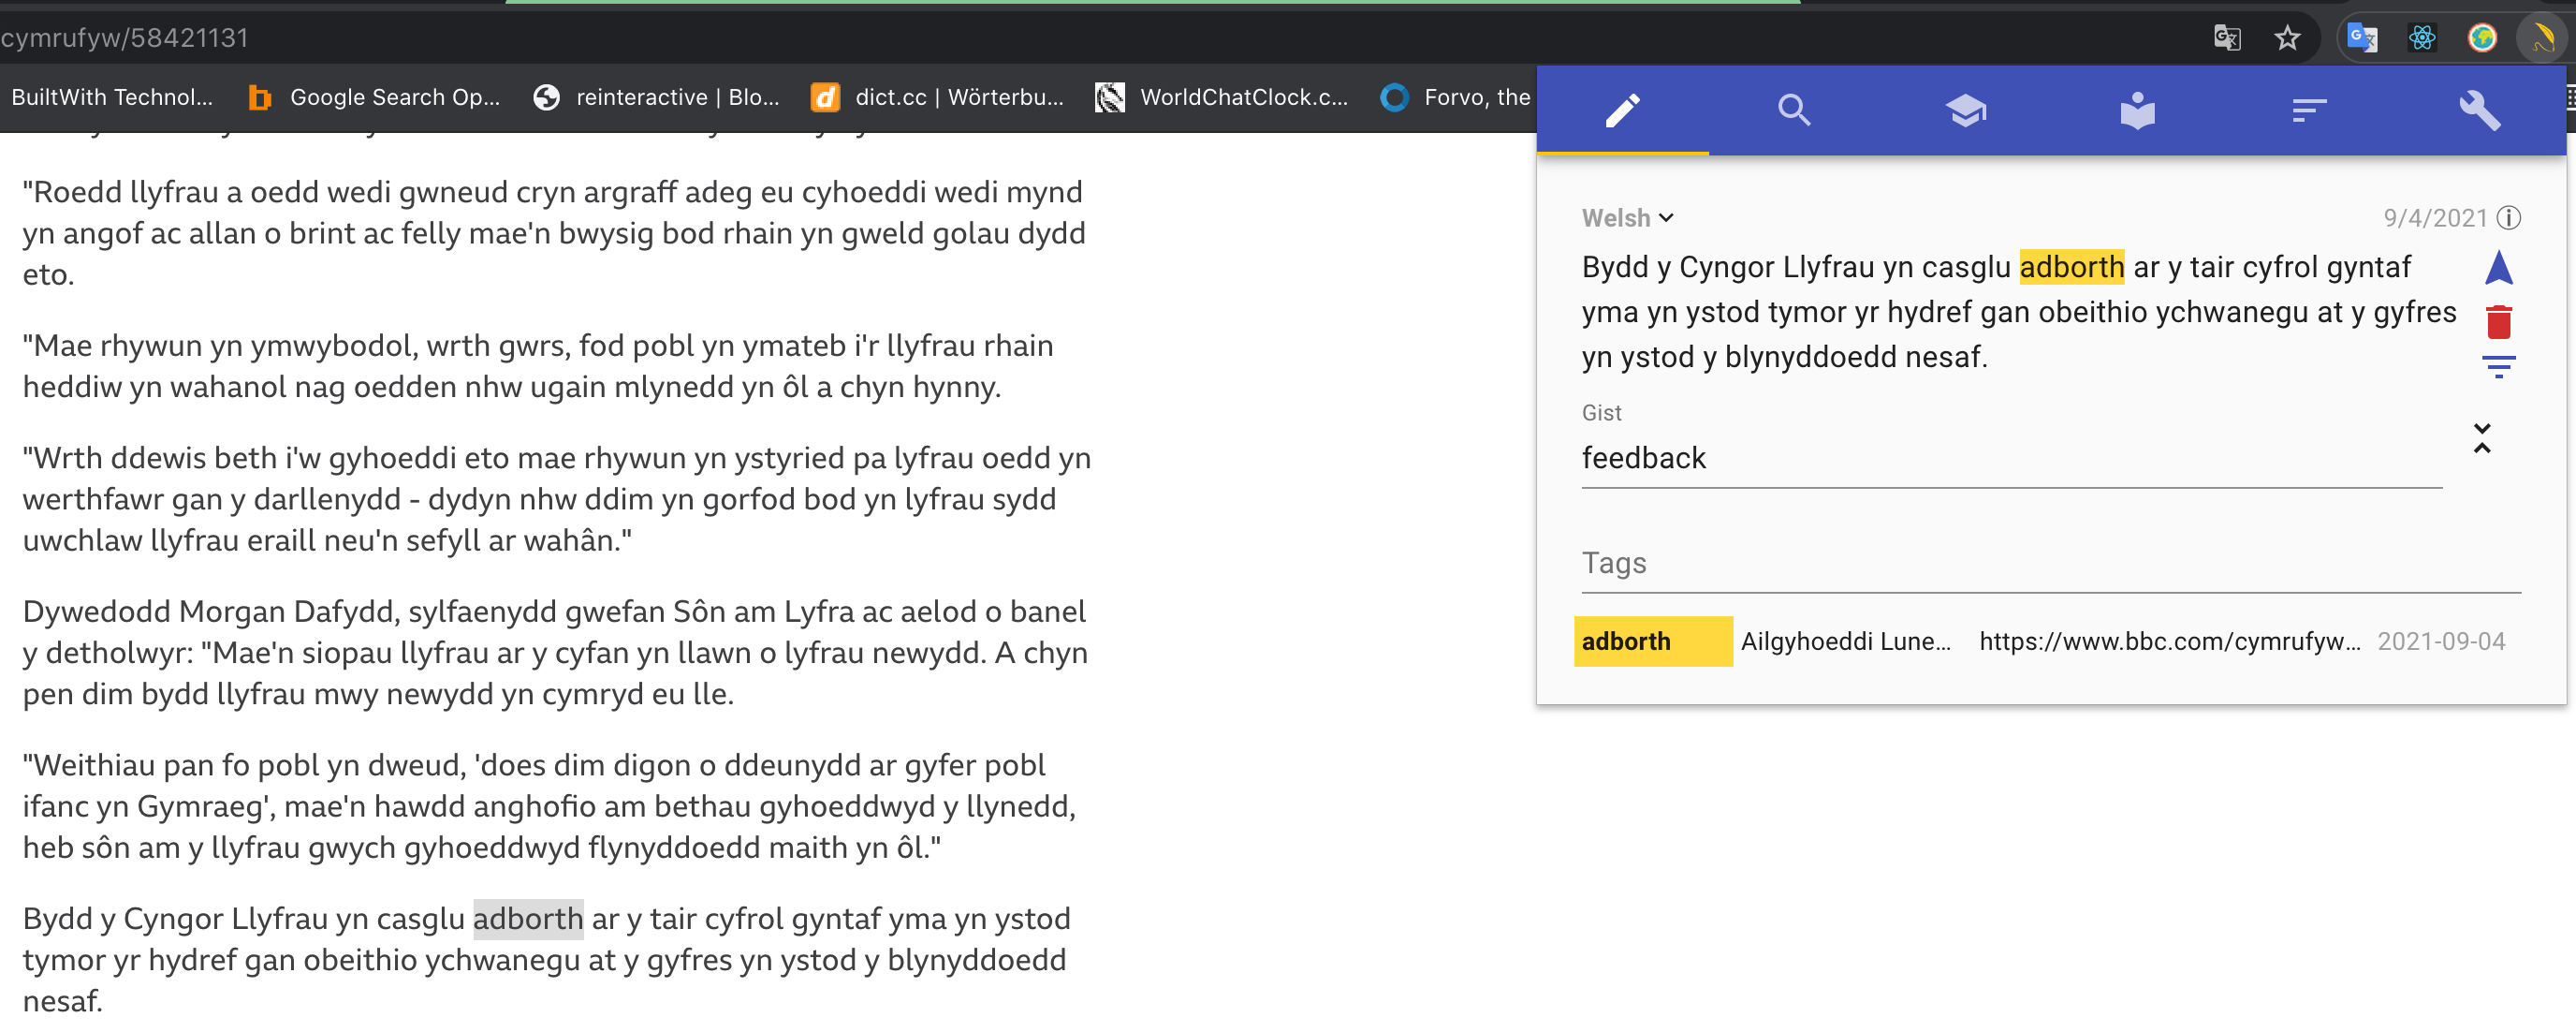 cymrufyw/58421131
BuiltWith Technol...
Google Search Op...
reinteractive | Blo...
dict.cc | Wörterbu...
WorldChatClock.c...
Forvo, the
"Roedd llyfrau a oedd wedi gwneud cryn argraff adeg eu cyhoeddi wedi mynd
yn angof ac allan o brint ac felly mae'n bwysig bod rhain yn gweld golau dydd
eto.
"Mae rhywun yn ymwybodol, wrth gwrs, fod pobl yn ymateb i'r llyfrau rhain
heddiw yn wahanol nag oedden nhw ugain mlynedd yn ôl a chyn hynny.
"Wrth ddewis beth i'w gyhoeddi eto mae rhywun yn ystyried pa lyfrau oedd yn
werthfawr gan y darllenydd - dydyn nhw ddim yn gorfod bod yn lyfrau sydd
uwchlaw llyfrau eraill neu'n sefyll ar wahân."
Dywedodd Morgan Dafydd, sylfaenydd gwefan Sôn am Lyfra ac aelod o banel
y detholwyr: "Mae'n siopau llyfrau ar y cyfan yn llawn o lyfrau newydd. A chyn
pen dim bydd llyfrau mwy newydd yn cymryd eu lle.
"Weithiau pan fo pobl yn dweud, 'does dim digon o ddeunydd ar gyfer pobl
ifanc yn Gymraeg', mae'n hawdd anghofio am bethau gyhoeddwyd y llynedd,
heb sôn am y llyfrau gwych gyhoeddwyd flynyddoedd maith yn ôl."
Bydd y Cyngor Llyfrau yn casglu adborth ar y tair cyfrol gyntaf yma yn ystod
tymor yr hydref gan obeithio ychwanegu at y gyfres yn ystod y blynyddoedd
nesaf.
Welsh
9/4/2021
Bydd y Cyngor Llyfrau yn casglu adborth ar y tair cyfrol gyntaf
yma yn ystod tymor yr hydref gan obeithio ychwanegu at y gyfres
yn ystod y blynyddoedd nesaf.
Gist
feedback
Tags
adborth Ailgyhoeddi Lune... https://www.bbc.com/cymrufyw... 2021-09-04